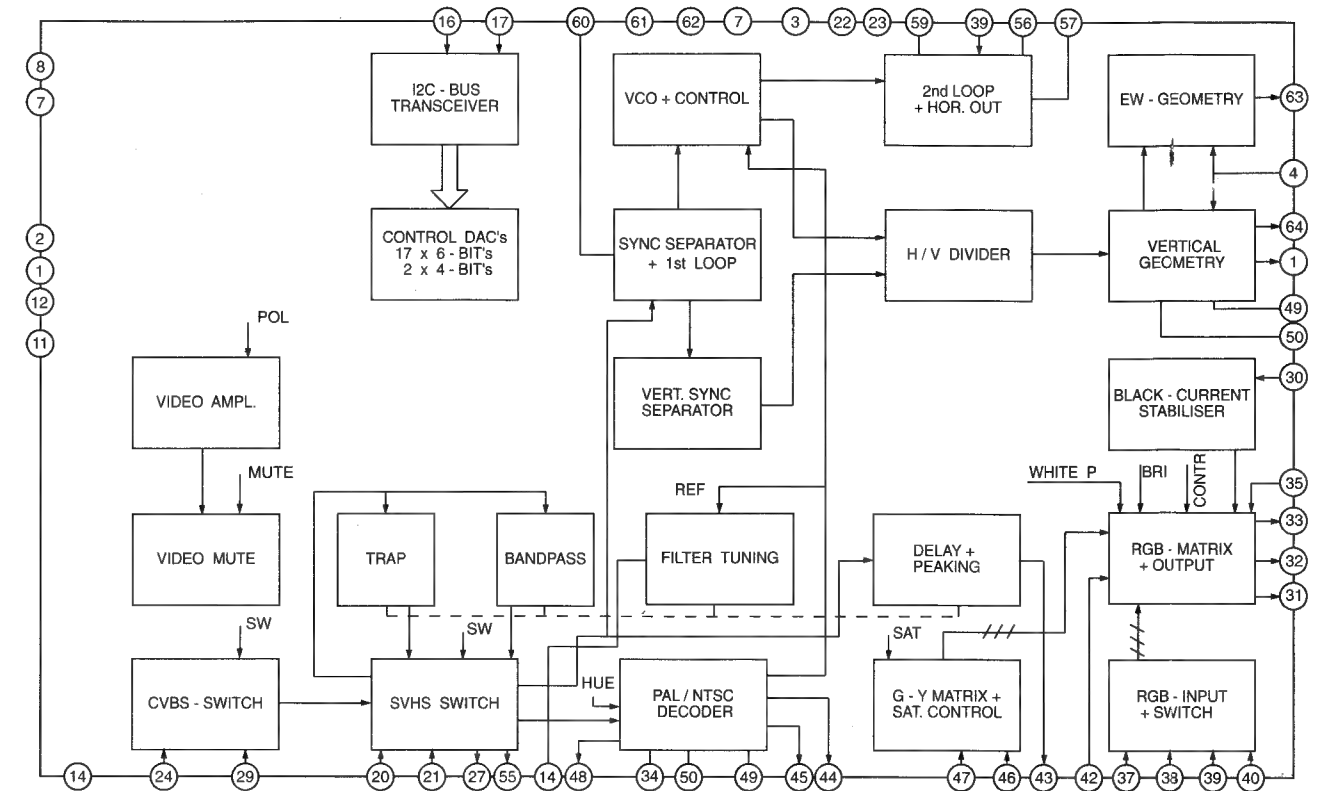 16 17 60 61 62 7 3 22 23 59 39 56 57
8
7
I2C - BUS
TRANSCEIVER
VCO + CONTROL
2nd LOOP
+ HOR. OUT
EW - GEOMETRY
63
4
2
1
12
11
CONTROL DAC's
17 x 6 - BIT's
2 x 4 - BIT's
SYNC SEPARATOR
+ 1st LOOP
H / V DIVIDER
VERTICAL
GEOMETRY
64
1
49
50
POL
VIDEO AMPL.
VERT. SYNC
SEPARATOR
BLACK - CURRENT
STABILISER
30
MUTE
REF
WHITE P
BRI
CONTR
35
VIDEO MUTE
TRAP
BANDPASS
FILTER TUNING
DELAY +
PEAKING
RGB - MATRIX
+ OUTPUT
33
32
31
SW
SW
SAT
CVBS - SWITCH
SVHS SWITCH
HUE
PAL / NTSC
DECODER
G - Y MATRIX +
SAT. CONTROL
RGB - INPUT
+ SWITCH
14 24 29 20 21 27 55 14 48 34 50 49 45 44 47 46 43 42 37 38 39 40